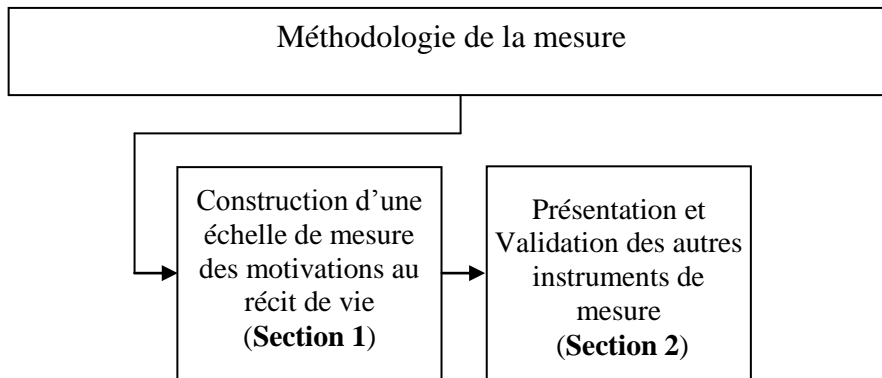 Méthodologie de la mesure
Construction d’une
échelle de mesure
des motivations au
récit de vie
(Section 1)
Présentation et
Validation des autres
instruments de
mesure
(Section 2)